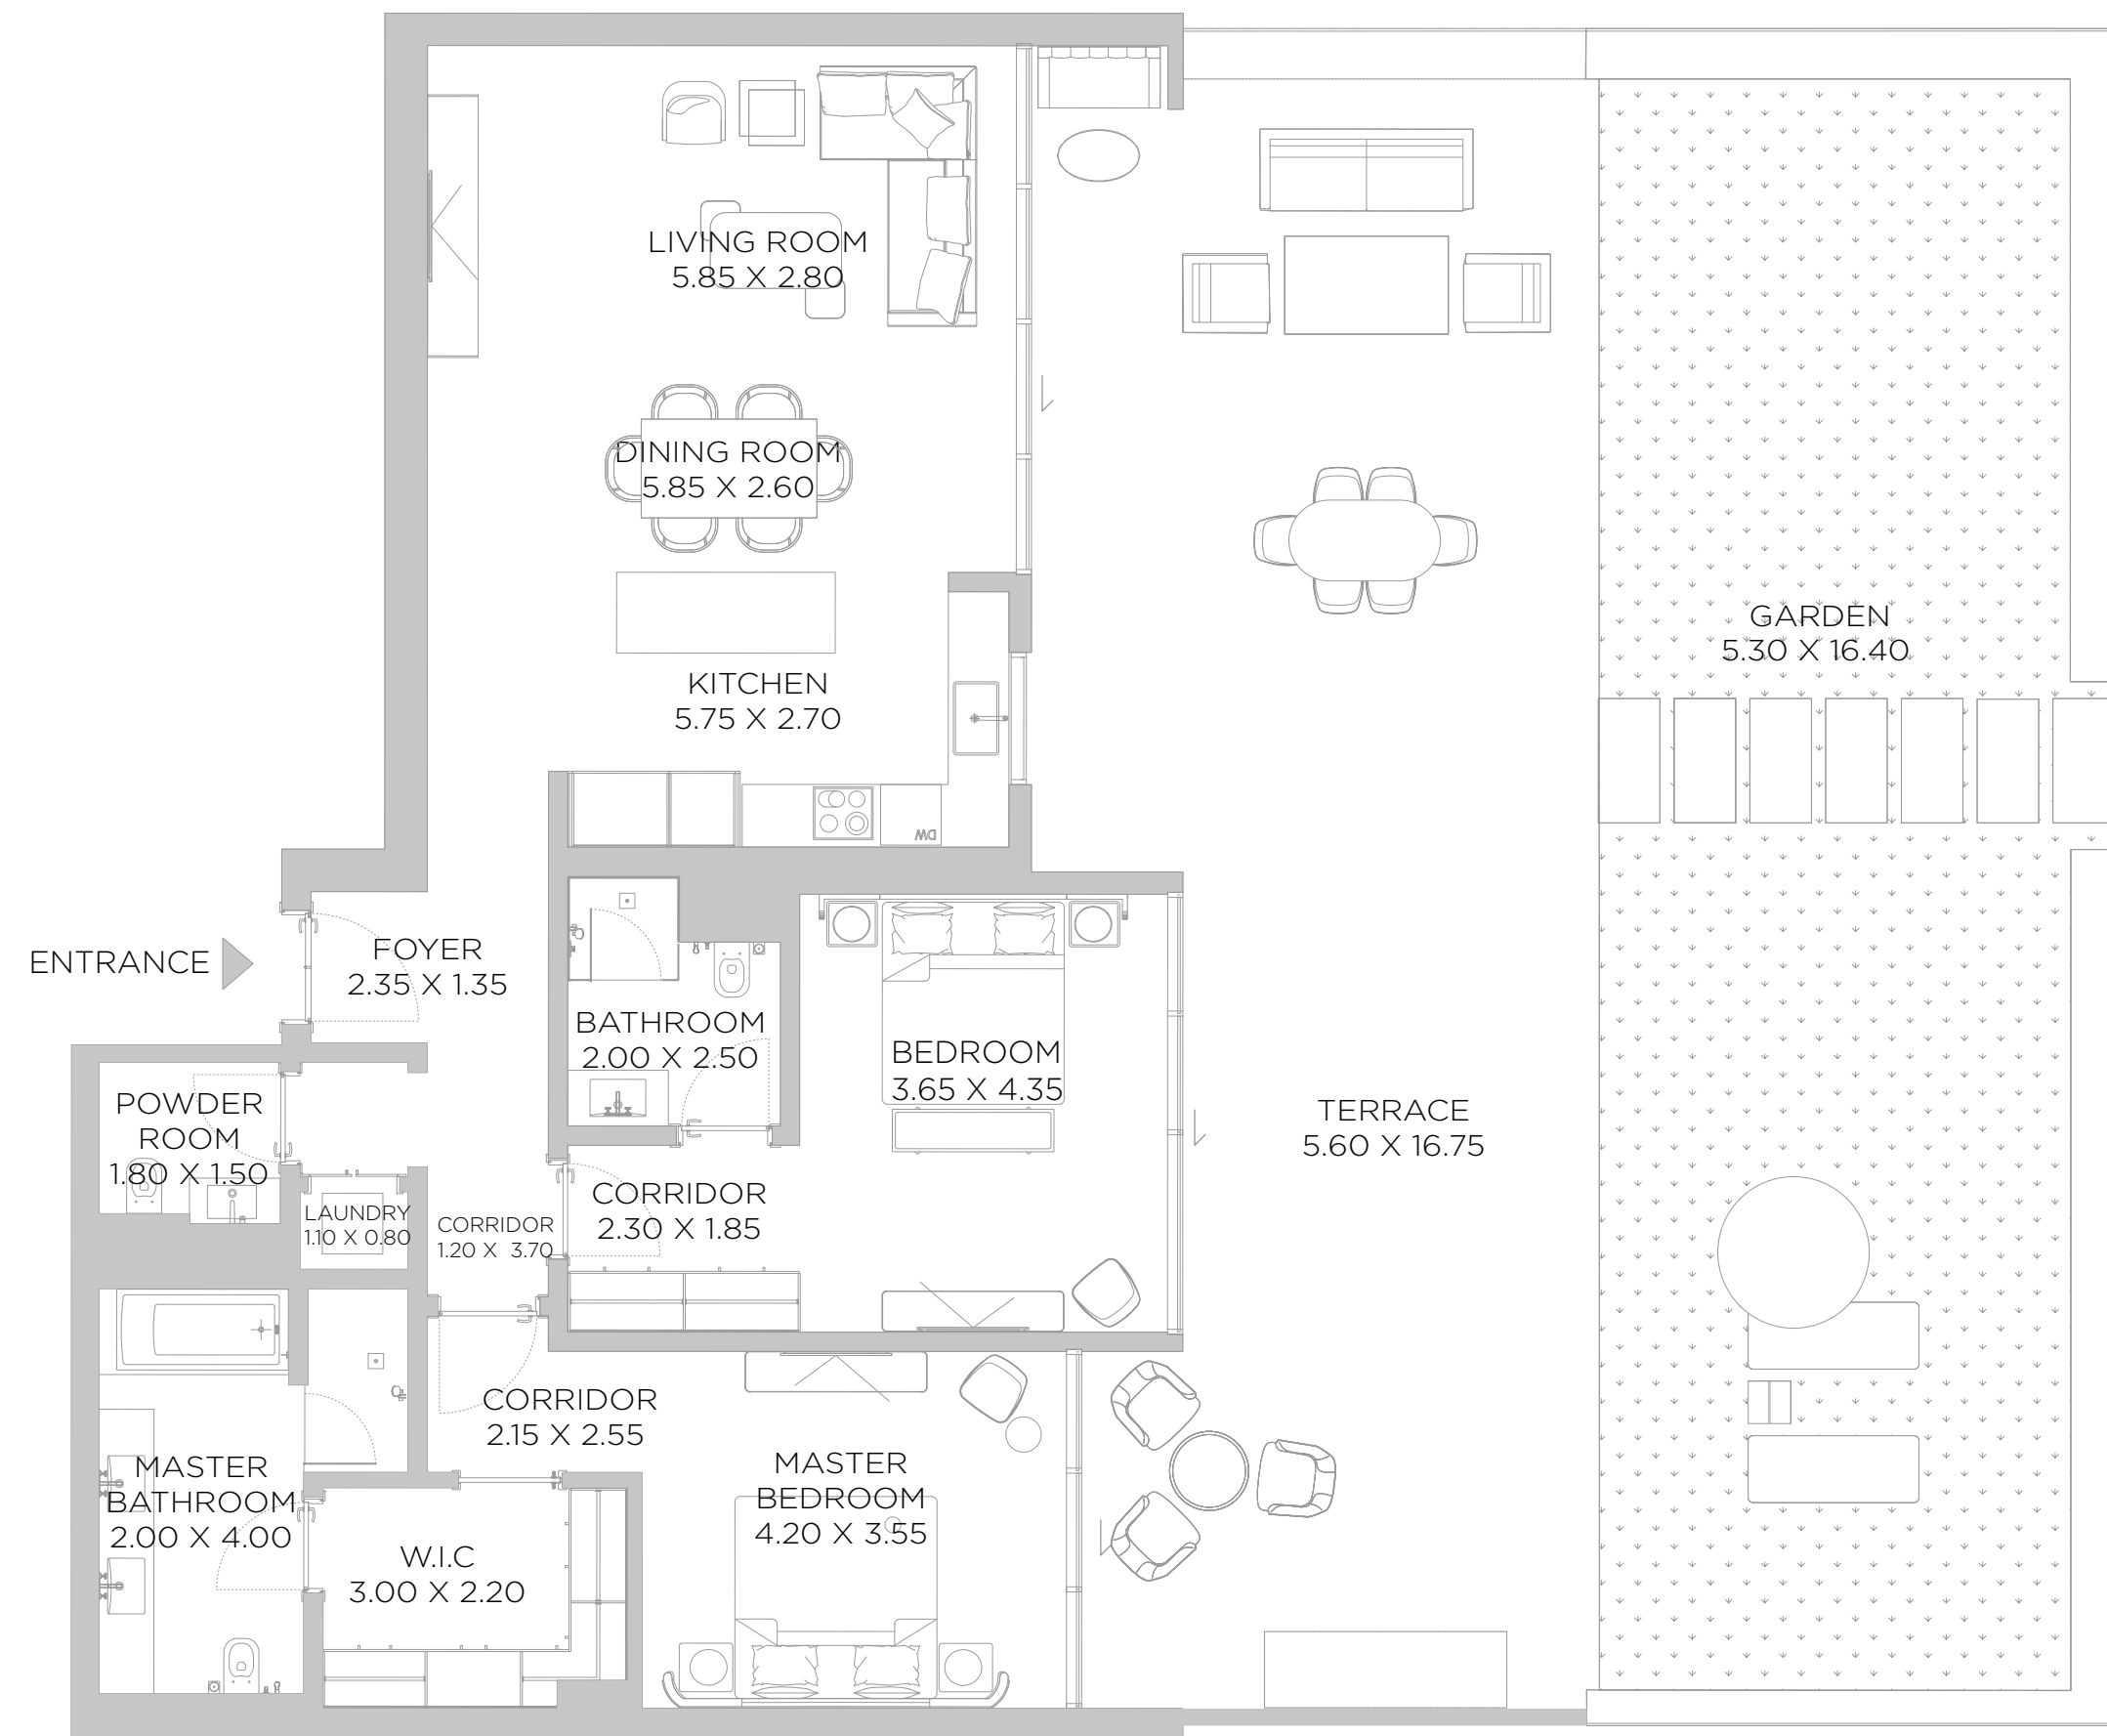 LIVING ROOM
5.85 X 2.80
DINING ROOM
5.85 X 2.60
GARDEN
5.30 X 16.40
KITCHEN
5.75 X 2.70
DW
ENTRANCE
FOYER
2.35 X 1.35
BATHROOM
2.00 X 2.50
BEDROOM
3.65 X 4.35
POWDER
ROOM
1.80 X 1.50
TERRACE
5.60 X 16.75
LAUNDRY
1.10 X 0.80
CORRIDOR
1.20 X 3.70
CORRIDOR
2.30 X 1.85
CORRIDOR
2.15 X 2.55
MASTER
BATHROOM
2.00 X 4.00
MASTER
BEDROOM
4.20 X 3.55
W.I.C
3.00 X 2.20